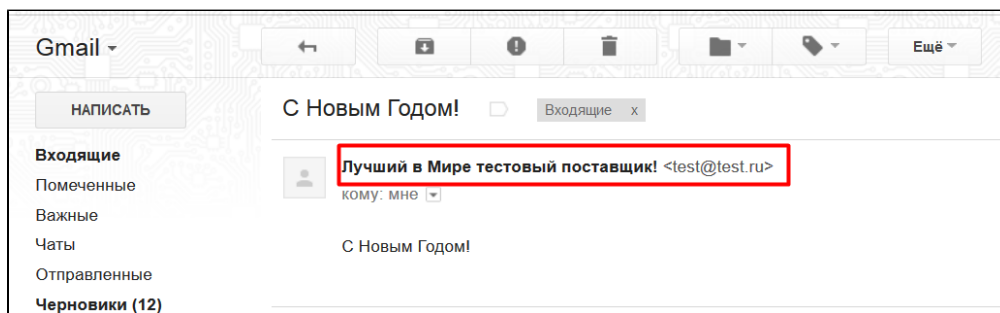 Gmail
Ещё
НАПИСАТЬ
С Новым Годом!
Входящие x
Входящие
Помеченные
Важные
Чаты
Отправленные
Черновики (12)
Лучший в Мире тестовый поставщик! <test@test.ru>
кому: мне
С Новым Годом!